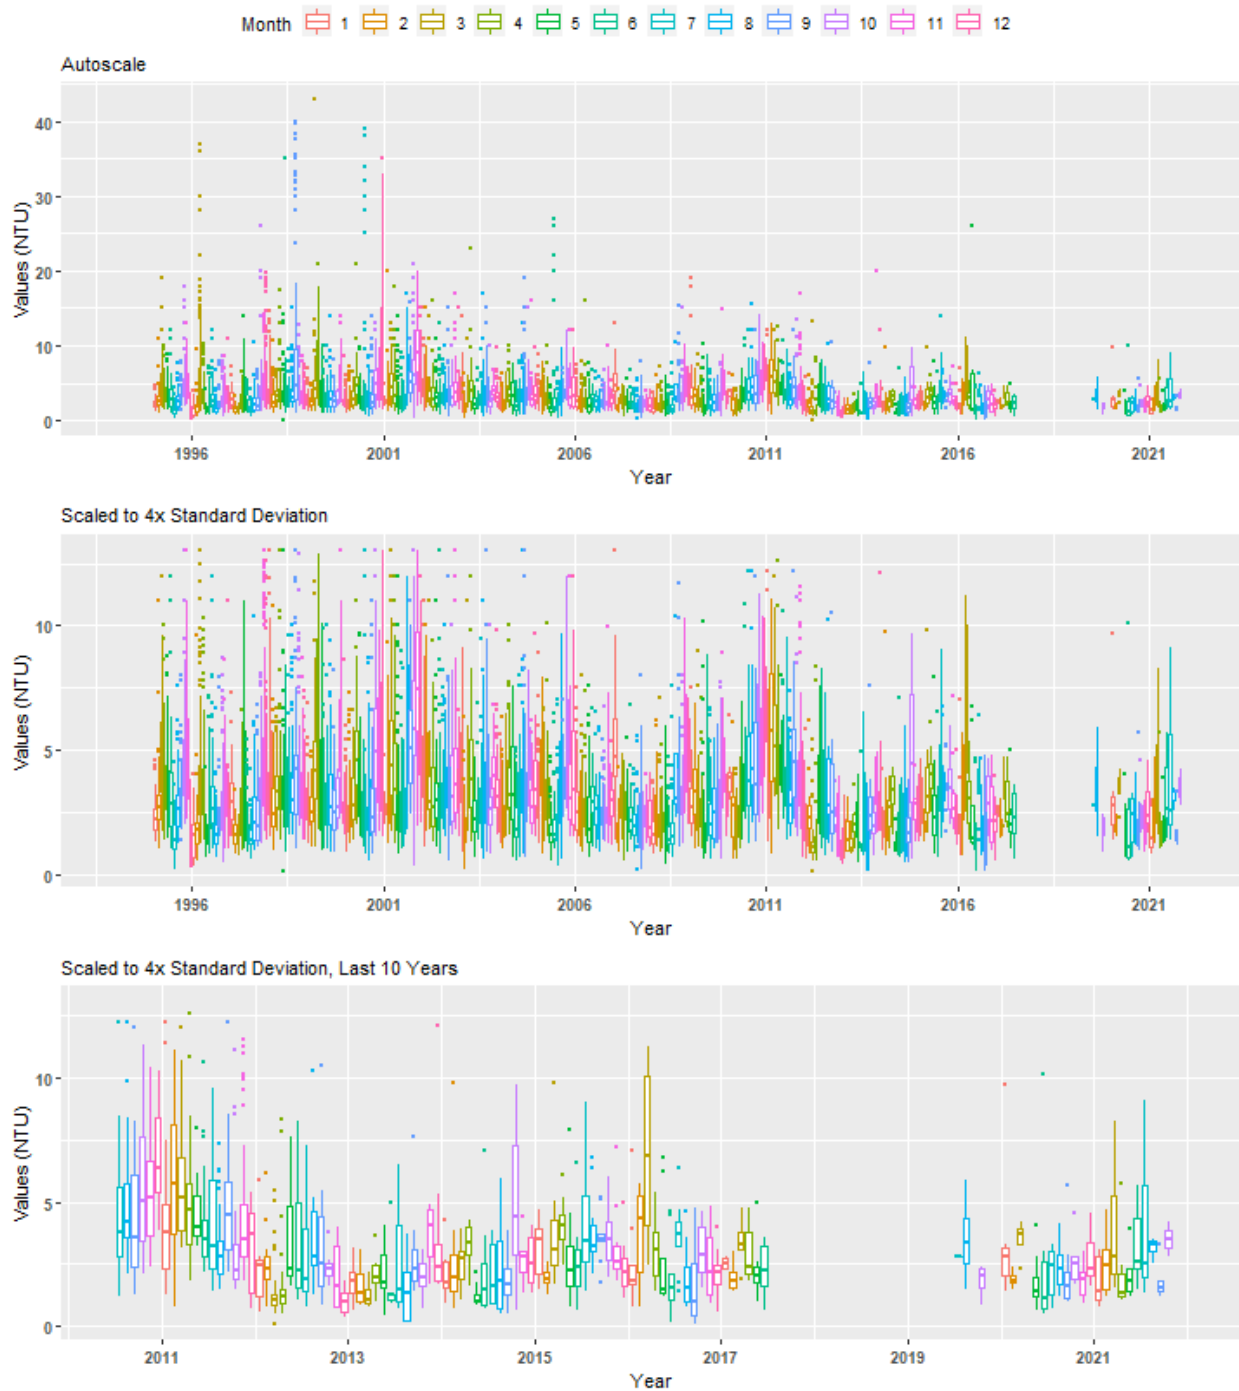 Month 1 2 3 4 5 6 7 8 9 10 11 12
Autoscale
Values (NTU)
40
30
20
10
0
1996 2001 2006 2011 2016 2021
Year
Scaled to 4x Standard Deviation
Values (NTU)
10
5
0
1996 2001 2006 2011 2016 2021
Year
Scaled to 4x Standard Deviation, Last 10 Years
Values (NTU)
10
5
0
2011 2013 2015 2017 2019 2021
Year